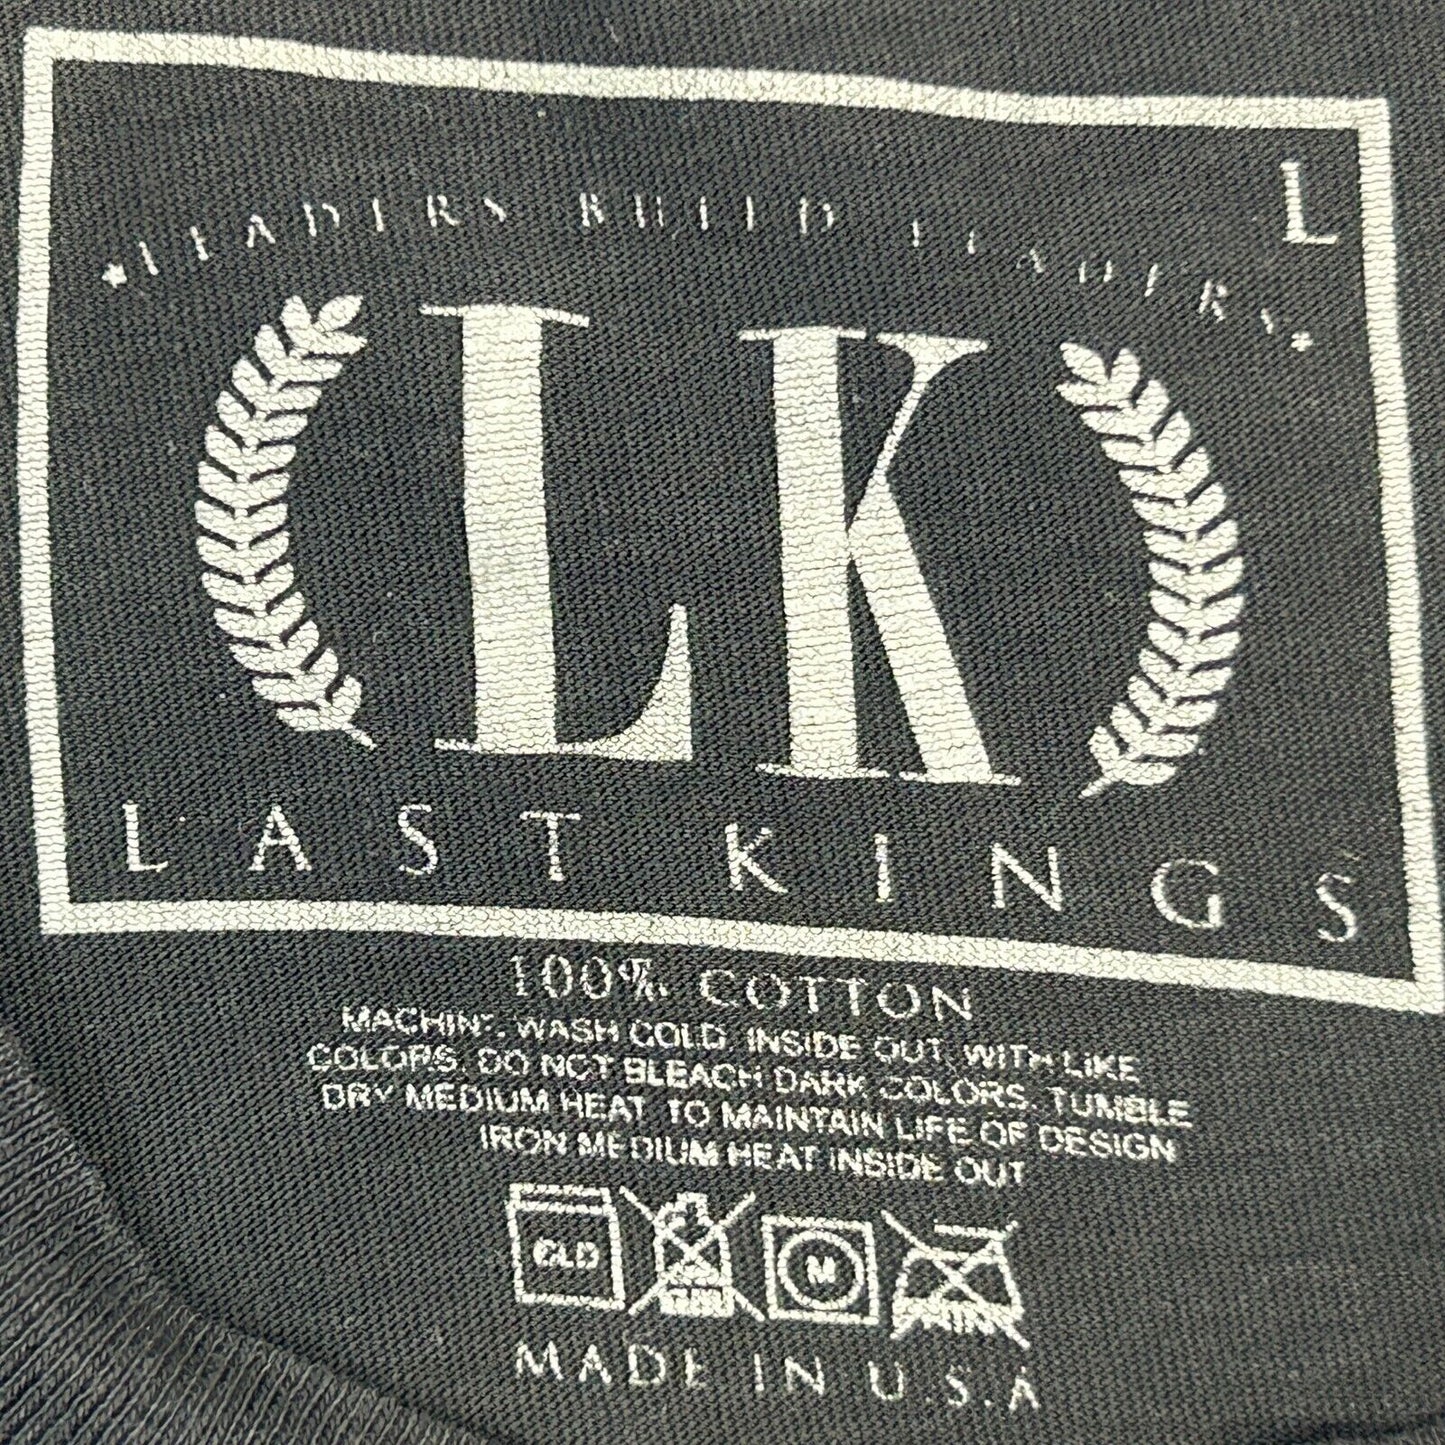 L
★LEADERS BUILD LEADERS★
LK
LAST KINGS
100% COTTON
MACHINE WASH COLD, INSIDE OUT, WITH LIKE
COLORS. DO NOT BLEACH DARK COLORS. TUMBLE
DRY MEDIUM HEAT. TO MAINTAIN LIFE OF DESIGN
IRON MEDIUM HEAT INSIDE OUT
CLD M
MADE IN U.S.A